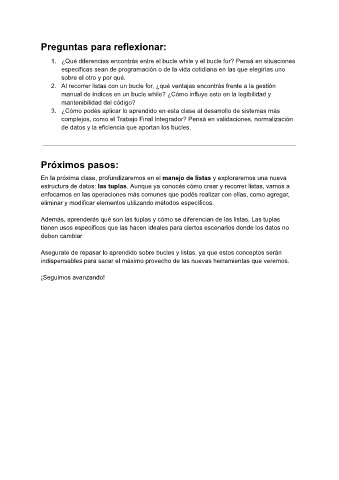 Preguntas para reflexionar:
1. ¿Qué diferencias encontrás entre el bucle while y el bucle for? Pensá en situaciones
específicas sean de programación o de la vida cotidiana en las que elegirías uno
sobre el otro y por qué.
2. Al recorrer listas con un bucle for, ¿qué ventajas encontrás frente a la gestión
manual de índices en un bucle while? ¿Cómo influye esto en la legibilidad y
mantenibilidad del código?
3. ¿Cómo podés aplicar lo aprendido en esta clase al desarrollo de sistemas más
complejos, como el Trabajo Final Integrador? Pensá en validaciones, normalización
de datos y la eficiencia que aportan los bucles.
Próximos pasos:
En la próxima clase, profundizaremos en el manejo de listas y exploraremos una nueva
estructura de datos: las tuplas. Aunque ya conocés cómo crear y recorrer listas, vamos a
enfocarnos en las operaciones más comunes que podés realizar con ellas, como agregar,
eliminar y modificar elementos utilizando métodos específicos.
Además, aprenderás qué son las tuplas y cómo se diferencian de las listas. Las tuplas
tienen usos específicos que las hacen ideales para ciertos escenarios donde los datos no
deben cambiar.
Asegurate de repasar lo aprendido sobre bucles y listas, ya que estos conceptos serán
indispensables para sacar el máximo provecho de las nuevas herramientas que veremos.
¡Seguimos avanzando!